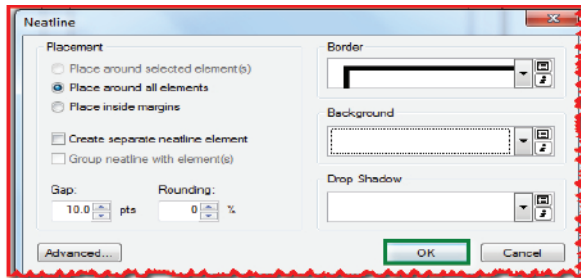 Neatline
Placement
Place around selected element(s)
Place around all elements
Place inside margins
Create separate neatline element
Group neatline with element(s)
Gap:
Rounding:
10.0 pts
0 %
Border
Background
Drop Shadow
Advanced...
OK
Cancel